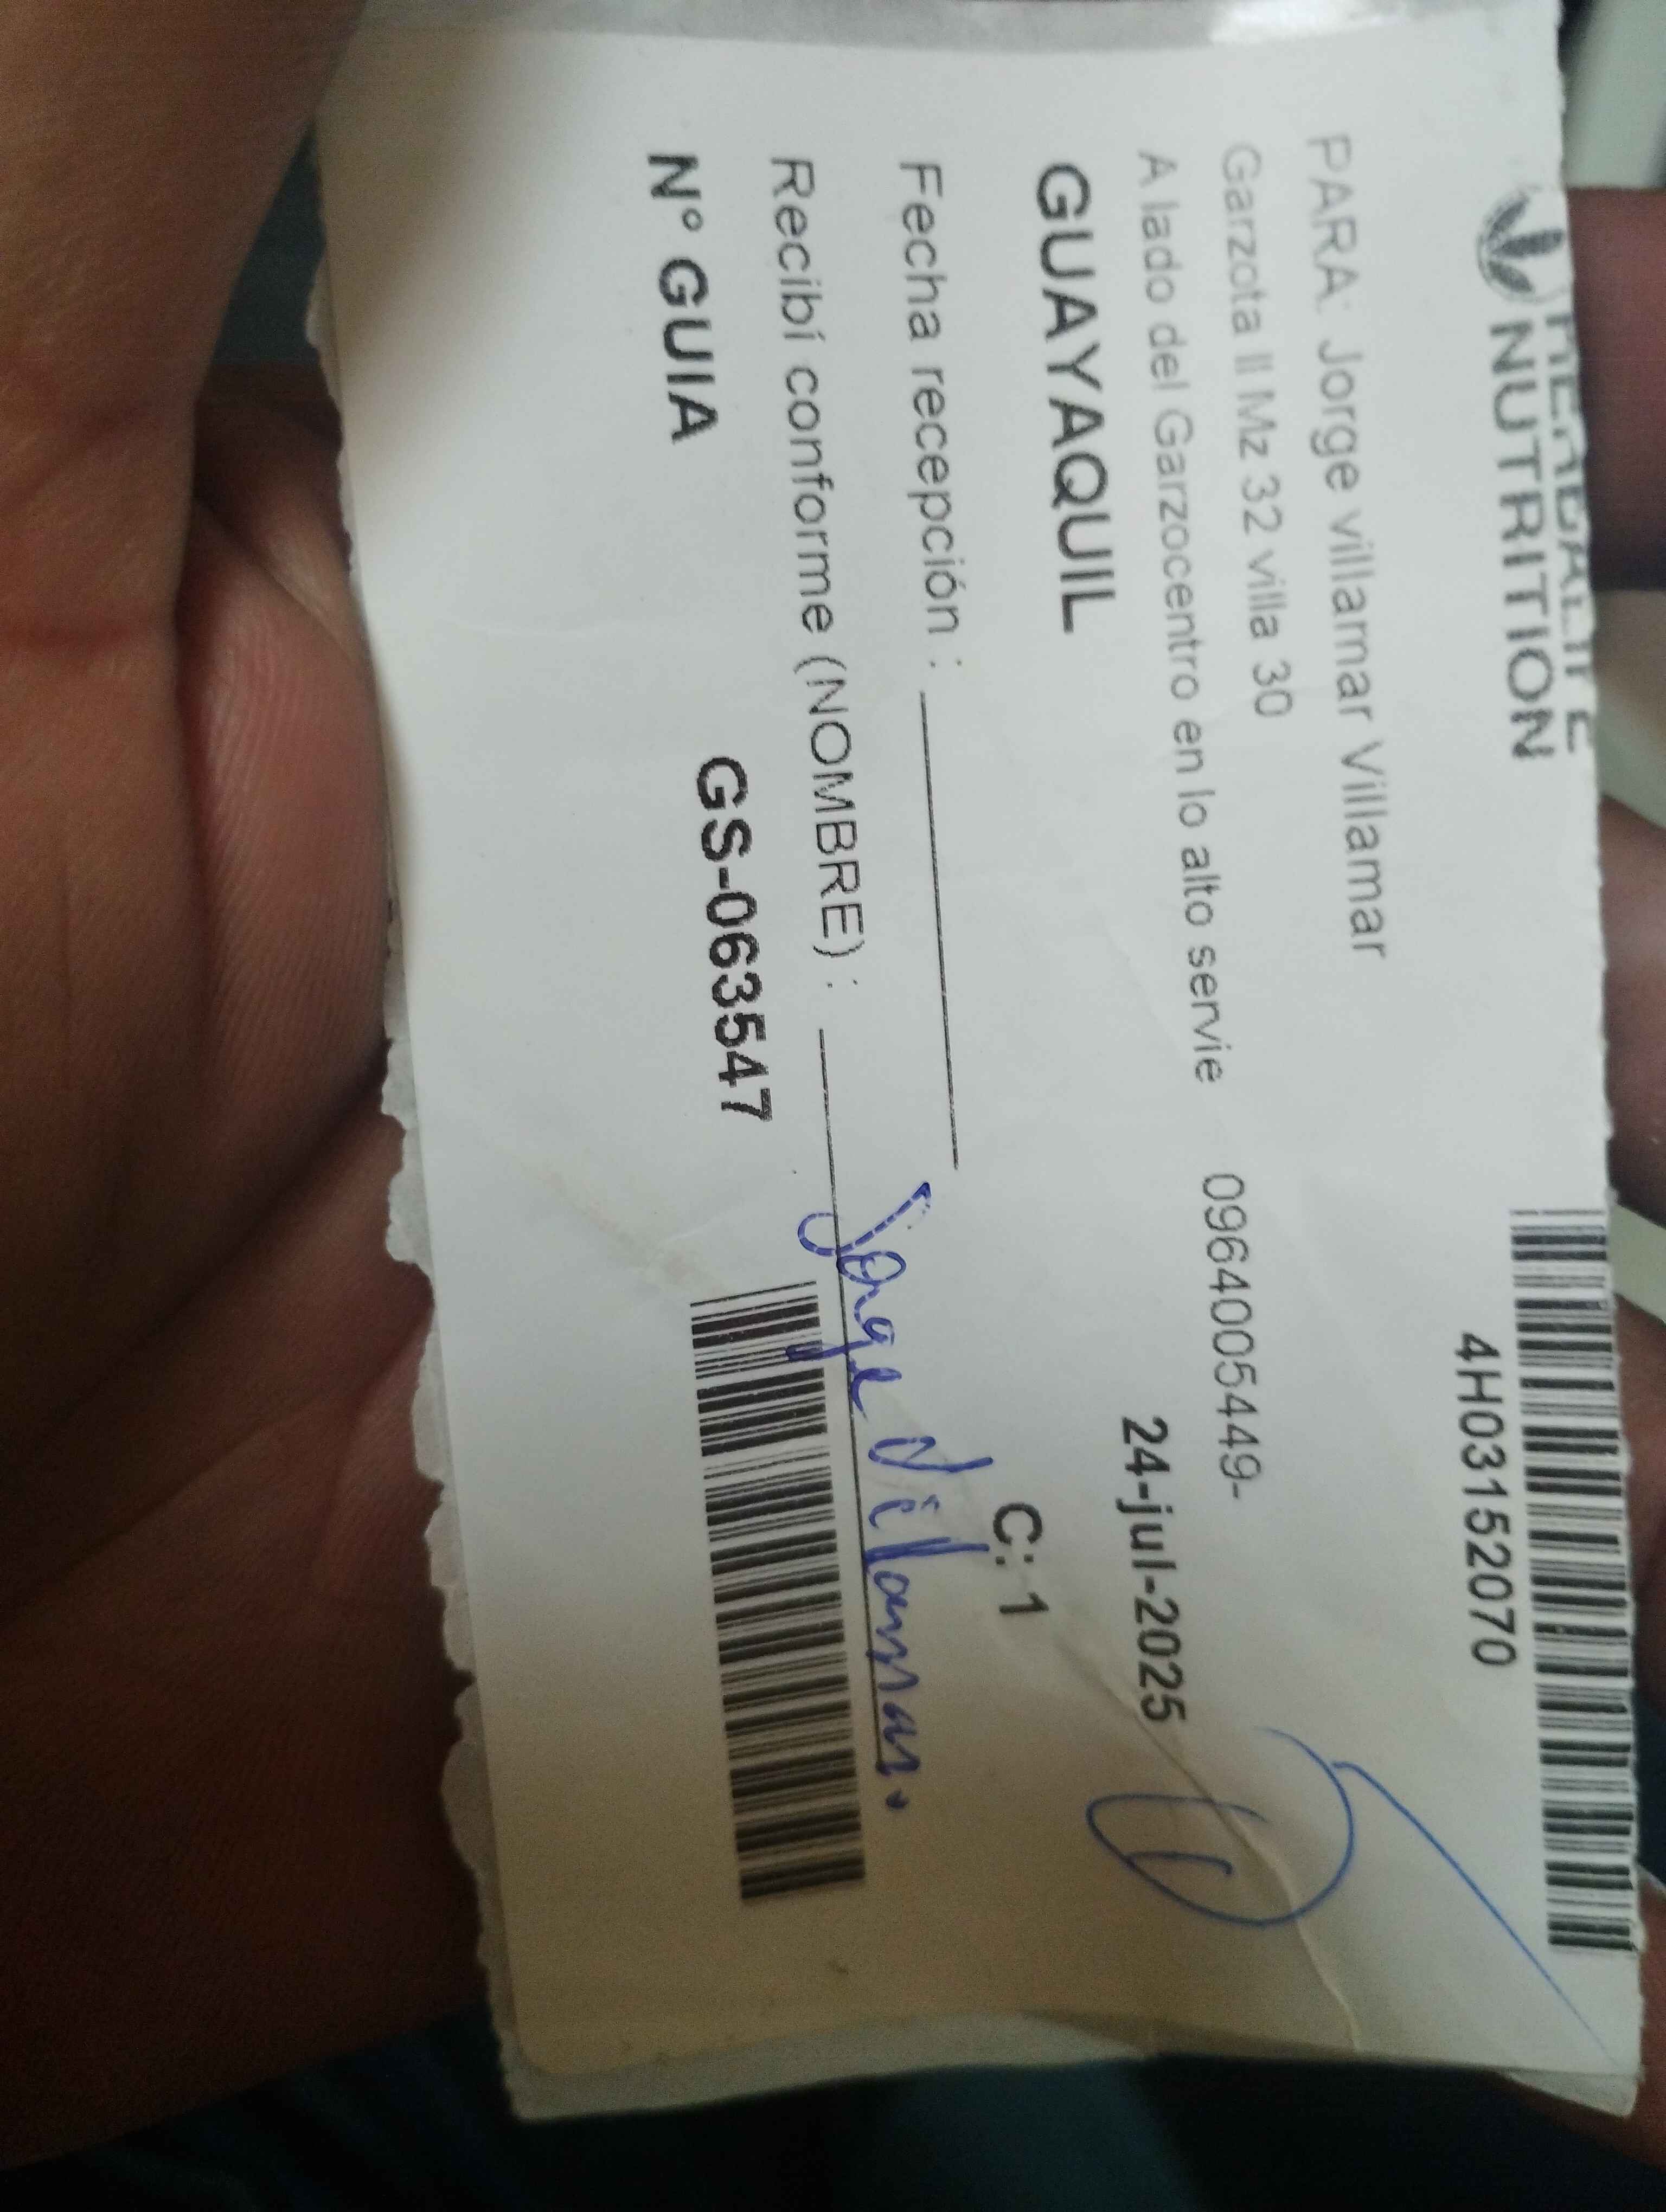 HERBALIFE
NUTRITION
4H03152070
PARA: Jorge villamar Villamar
Garzota II Mz 32 villa 30
A lado del Garzocentro en lo alto servie 0964005449-
GUAYAQUIL 24-jul-2025
C: 1
Fecha recepción :
Recibí conforme (NOMBRE) : Jorge Villamar.
N° GUIA GS-063547